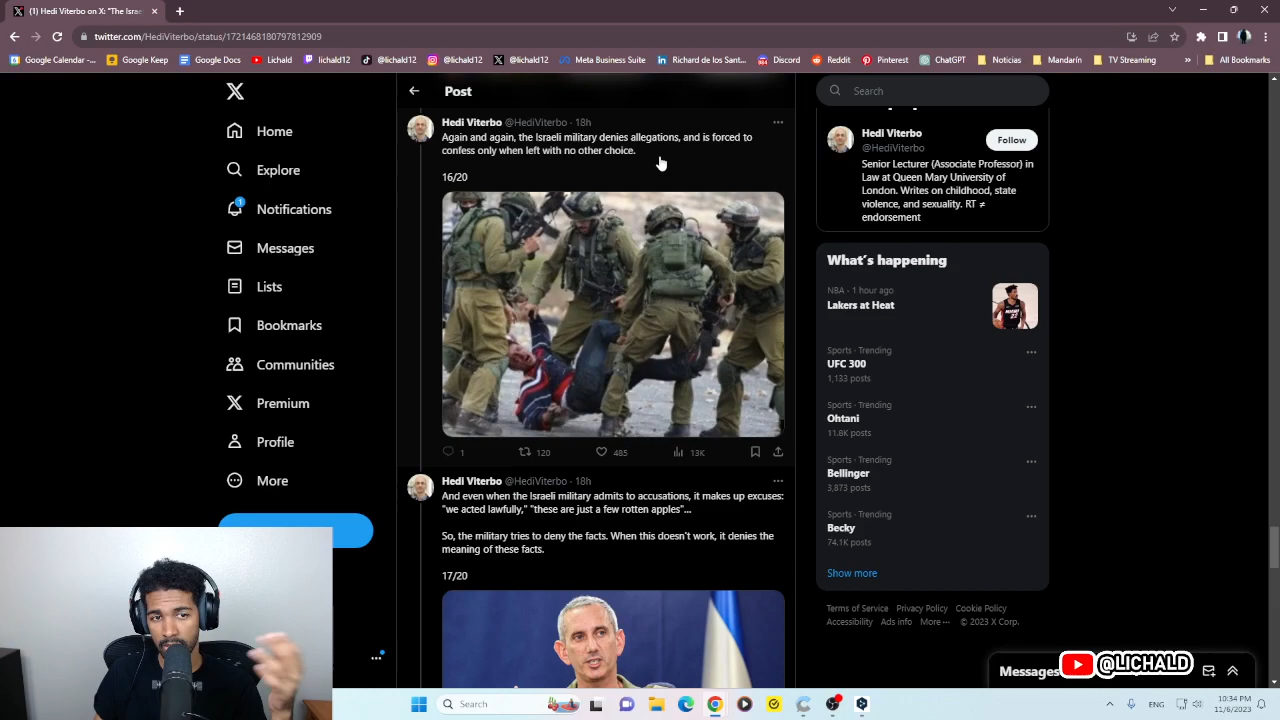 (1) Hedi Viterbo on X: "The Israe
twitter.com/HediViterbo/status/1721468180797812909
Google Calendar -...
Google Keep
Google Docs
Lichald
lichald12
@lichald12
@lichald12
@lichald12
Meta Business Suite
Richard de los Sant...
Discord
Reddit
Pinterest
ChatGPT
Noticias
Mandarín
TV Streaming
»
All Bookmarks
Post
Search
Home
Explore
1
Notifications
Messages
Lists
Bookmarks
Communities
Premium
Profile
More
Hedi Viterbo @HediViterbo · 18h
Again and again, the Israeli military denies allegations, and is forced to
confess only when left with no other choice.
16/20
1
120
485
13K
Hedi Viterbo @HediViterbo · 18h
And even when the Israeli military admits to accusations, it makes up excuses:
"we acted lawfully," "these are just a few rotten apples"...
So, the military tries to deny the facts. When this doesn't work, it denies the
meaning of these facts.
17/20
Hedi Viterbo
@HediViterbo
Follow
Senior Lecturer (Associate Professor) in
Law at Queen Mary University of
London. Writes on childhood, state
violence, and sexuality. RT ≠
endorsement
What's happening
NBA · 1 hour ago
Lakers at Heat
Sports · Trending
UFC 300
1,133 posts
Sports · Trending
Ohtani
11.8K posts
Sports · Trending
Bellinger
3,873 posts
Sports · Trending
Becky
74.1K posts
Show more
Terms of Service Privacy Policy Cookie Policy
Accessibility Ads info More ··· © 2023 X Corp.
Messages
@LICHALD
Search
10:34 PM
11/6/2023